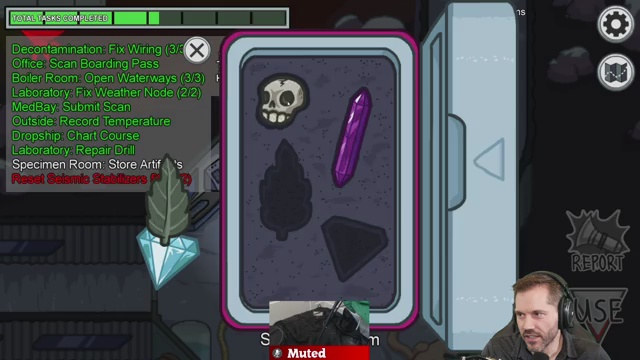 TOTAL TASKS COMPLETED
Decontamination: Fix Wiring (3/3)
Office: Scan Boarding Pass
Boiler Room: Open Waterways (3/3)
Laboratory: Fix Weather Node (2/2)
MedBay: Submit Scan
Outside: Record Temperature
Dropship: Chart Course
Laboratory: Repair Drill
Specimen Room: Store Artifacts
Reset Seismic Stabilizers
REPORT
USE
Muted